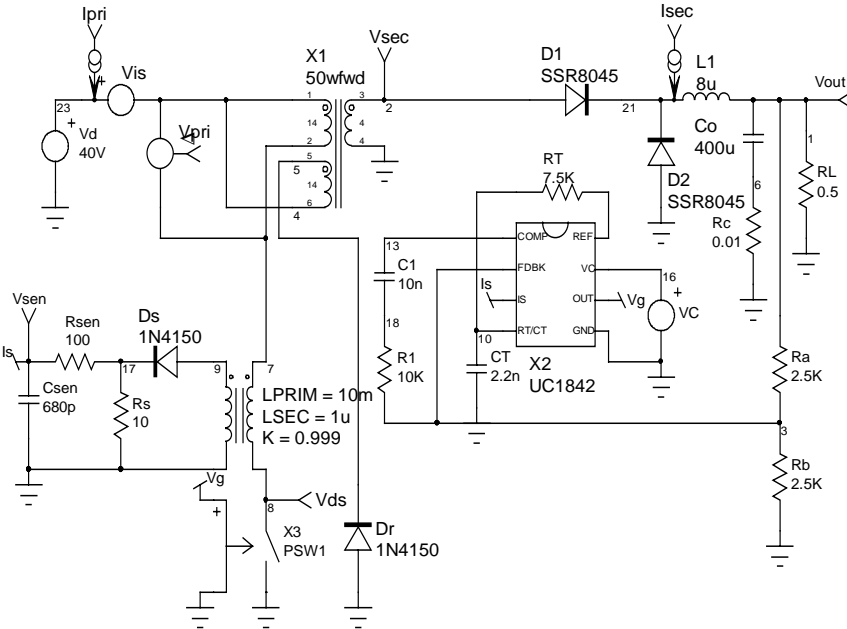 Ipri
Vis
23
Vd
40V
Vpri
X1
50wfwd
1
14
2
5
14
6
3
4
4
5
4
Vsec
2
D1
SSR8045
21
Isec
L1
8u
Vout
Co
400u
6
Rc
0.01
1
RL
0.5
D2
SSR8045
RT
7.5K
COMP
REF
FDBK
VC
IS
OUT
RT/CT
GND
X2
UC1842
13
C1
10n
18
R1
10K
Is
10
CT
2.2n
Vg
16
VC
Ra
2.5K
3
Rb
2.5K
Vsen
Is
Rsen
100
Csen
680p
17
Rs
10
Ds
1N4150
9
7
LPRIM = 10m
LSEC = 1u
K = 0.999
Vg
8
Vds
X3
PSW1
Dr
1N4150